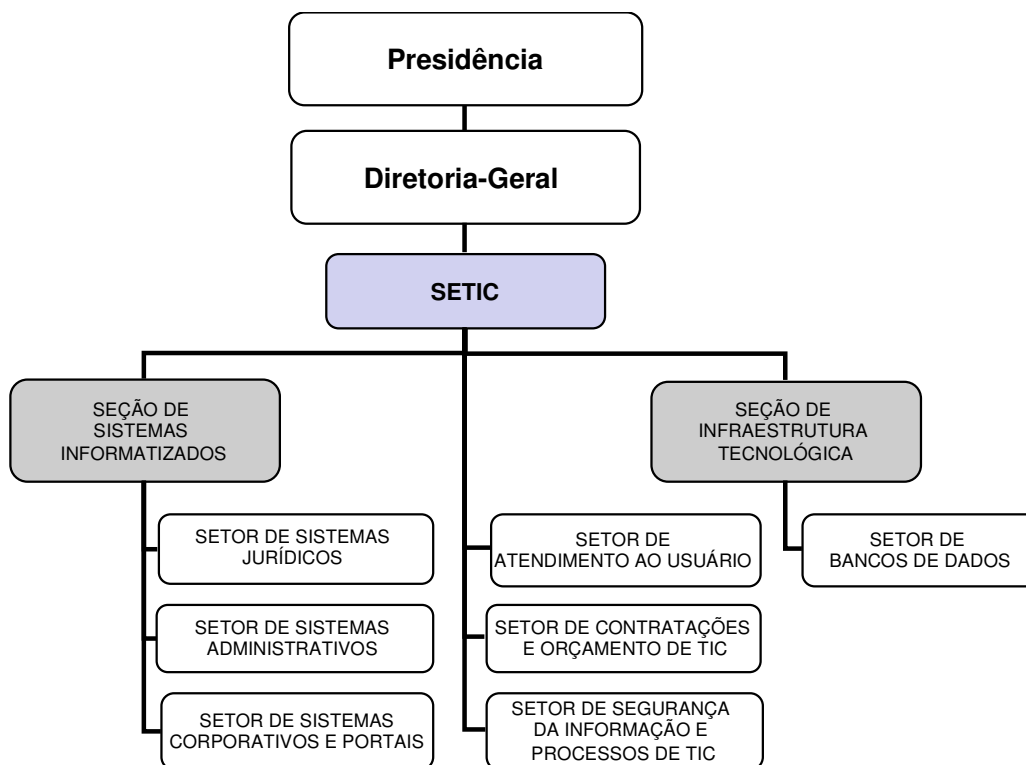 Presidência
Diretoria-Geral
SETIC
SEÇÃO DE
SISTEMAS
INFORMATIZADOS
SEÇÃO DE
INFRAESTRUTURA
TECNOLÓGICA
SETOR DE SISTEMAS
JURÍDICOS
SETOR DE
ATENDIMENTO AO USUÁRIO
SETOR DE
BANCOS DE DADOS
SETOR DE SISTEMAS
ADMINISTRATIVOS
SETOR DE CONTRATAÇÕES
E ORÇAMENTO DE TIC
SETOR DE SISTEMAS
CORPORATIVOS E PORTAIS
SETOR DE SEGURANÇA
DA INFORMAÇÃO E
PROCESSOS DE TIC